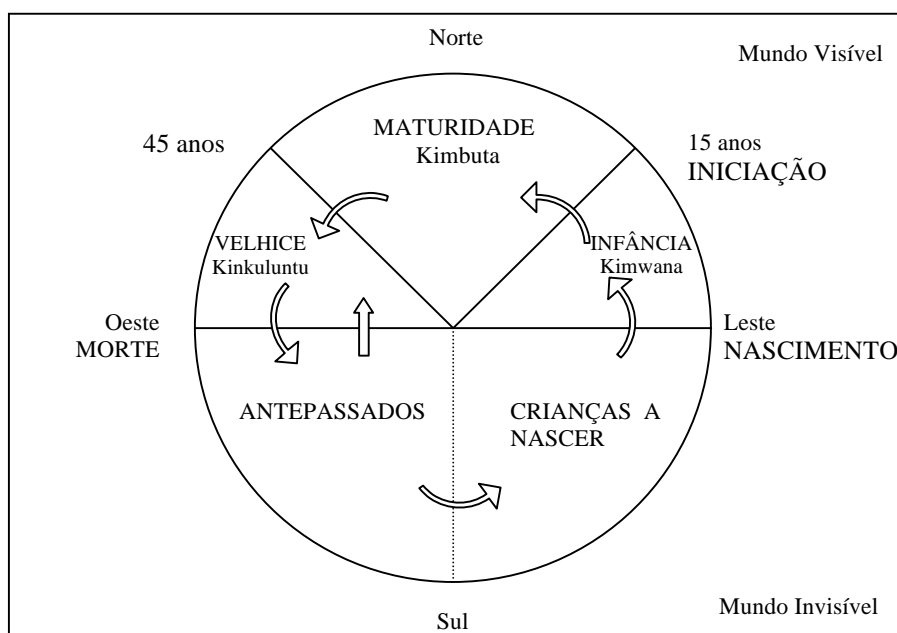 Norte
Mundo Visível
MATURIDADE
Kimbuta
45 anos
15 anos
INICIAÇÃO
VELHICE
Kinkuluntu
INFÂNCIA
Kimwana
Oeste
MORTE
Leste
NASCIMENTO
ANTEPASSADOS
CRIANÇAS A
NASCER
Sul
Mundo Invisível